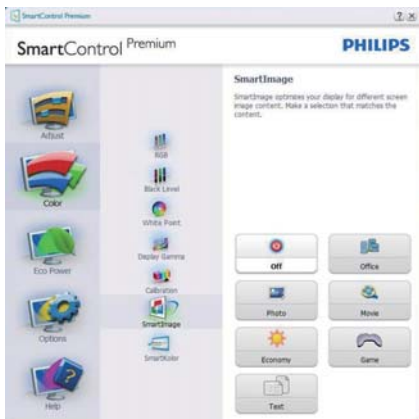 SmartControl Premium
SmartControl Premium
PHILIPS
Adjust
Color
Eco Power
Options
Help
RGB
Black Level
White Point
Display Gamma
Calibration
SmartImage
SmartKolor
SmartImage
SmartImage optimizes your display for different screen
image content. Make a selection that matches the
content.
Off
Office
Photo
Movie
Economy
Game
Text